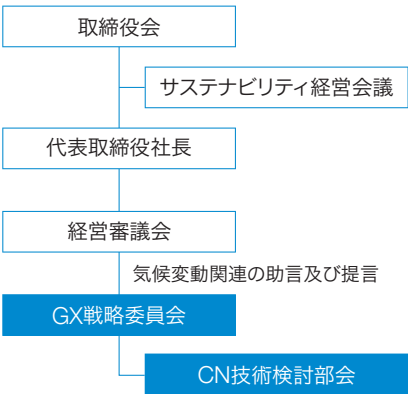 取締役会
サステナビリティ経営会議
代表取締役社長
経営審議会
気候変動関連の助言及び提言
GX戦略委員会
CN技術検討部会